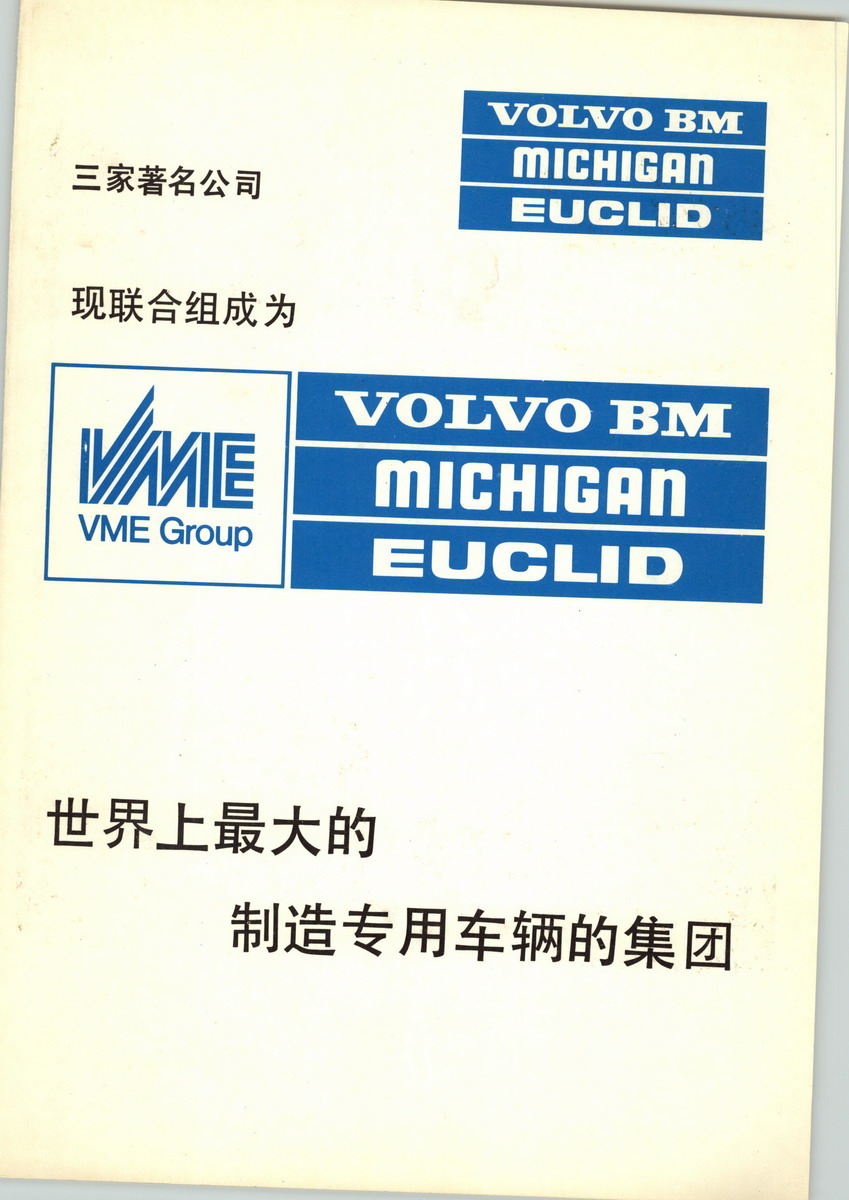 VOLVO BM
MICHIGAN
EUCLID
三家著名公司
现联合组成为
VME
VME Group
VOLVO BM
MICHIGAN
EUCLID
世界上最大的
制造专用车辆的集团